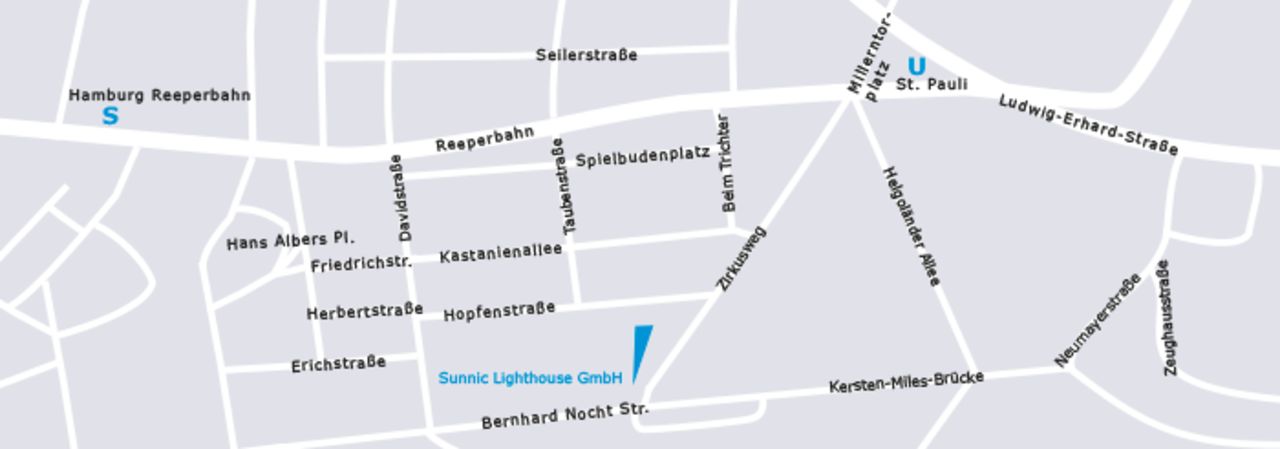 Millerntor-
platz
Seilerstraße
U
St. Pauli
Hamburg Reeperbahn
S
Ludwig-Erhard-Straße
Reeperbahn
Spielbudenplatz
Beim Trichter
Taubenstraße
Davidstraße
Helgoländer Allee
Hans Albers Pl.
Friedrichstr.
Kastanienallee
Zirkusweg
Herbertstraße
Hopfenstraße
Neumayerstraße
Zeughausstraße
Erichstraße
Sunnic Lighthouse GmbH
Kersten-Miles-Brücke
Bernhard Nocht Str.